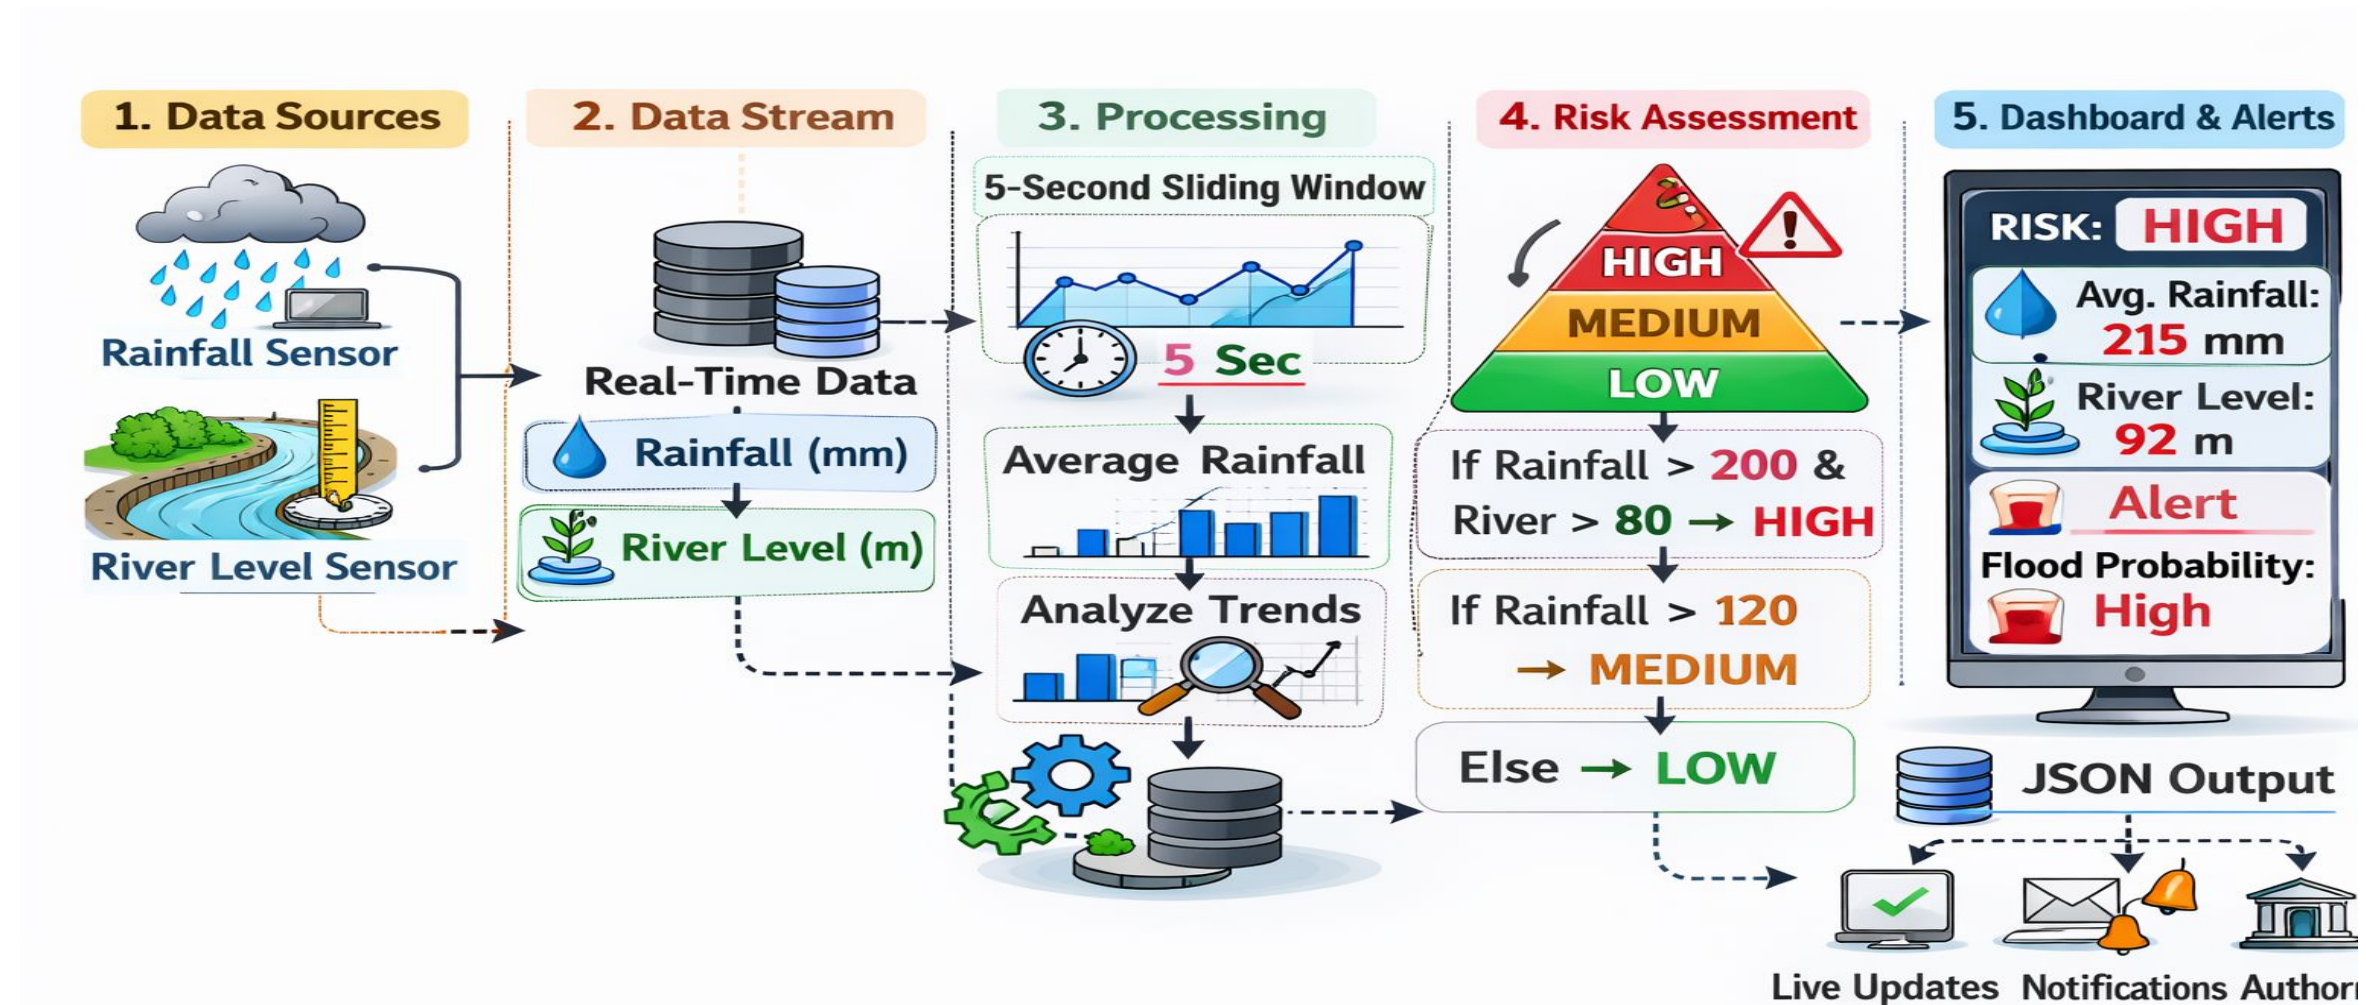 1. Data Sources
Rainfall Sensor
River Level Sensor
2. Data Stream
Real-Time Data
Rainfall (mm)
River Level (m)
3. Processing
5-Second Sliding Window
5 Sec
Average Rainfall
Analyze Trends
4. Risk Assessment
HIGH
MEDIUM
LOW
If Rainfall > 200 &
River > 80 → HIGH
If Rainfall > 120
→ MEDIUM
Else → LOW
5. Dashboard & Alerts
RISK: HIGH
Avg. Rainfall:
215 mm
River Level:
92 m
Alert
Flood Probability:
High
JSON Output
Live Updates
Notifications